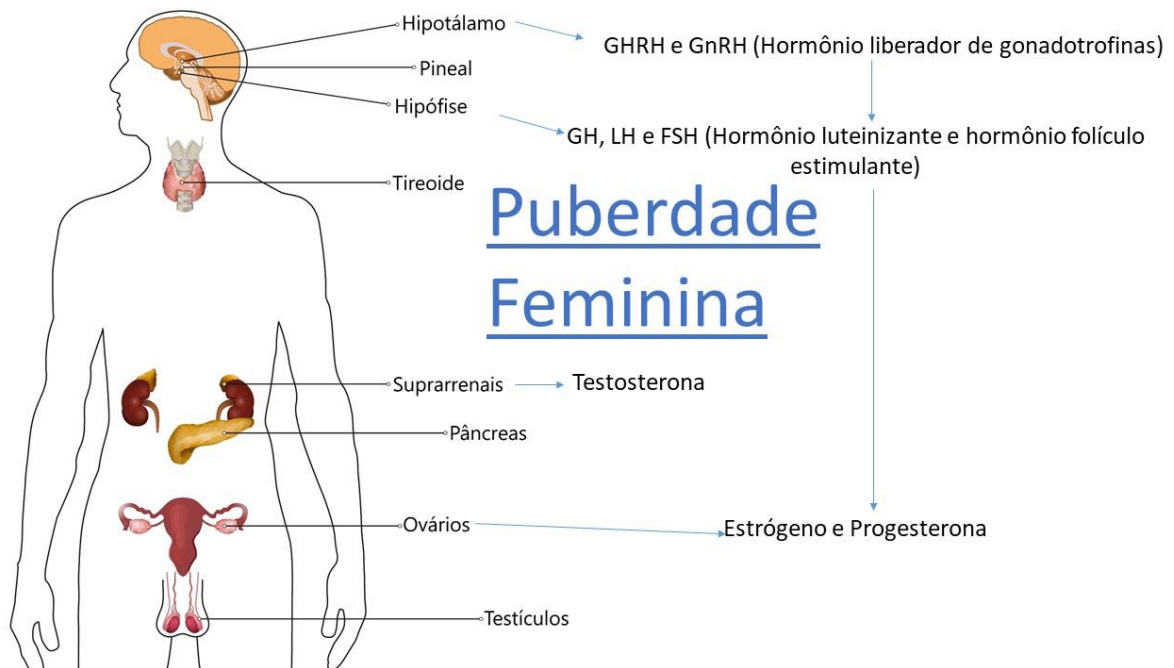 Hipotálamo
GHRH e GnRH (Hormônio liberador de gonadotrofinas)
Pineal
Hipófise
GH, LH e FSH (Hormônio luteinizante e hormônio folículo
estimulante)
Tireoide
Puberdade
Feminina
Suprarrenais
Testosterona
Pâncreas
Ovários
Estrógeno e Progesterona
Testículos